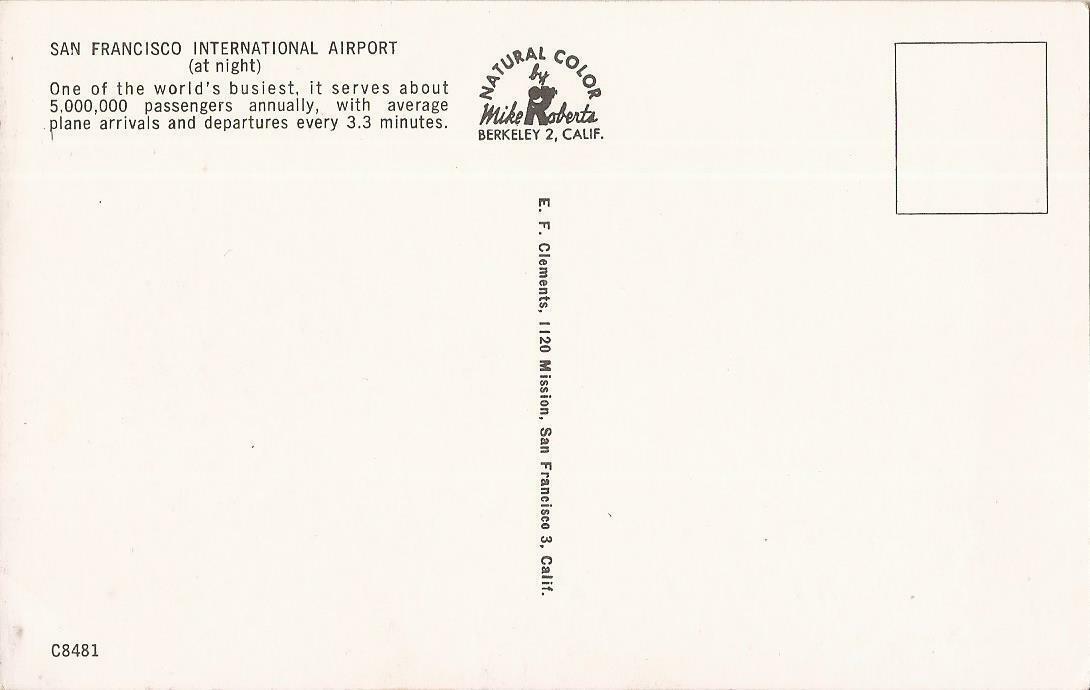 SAN FRANCISCO INTERNATIONAL AIRPORT
(at night)
One of the world's busiest, it serves about
5,000,000 passengers annually, with average
plane arrivals and departures every 3.3 minutes.
NATURAL COLOR
by
Mike Roberts
BERKELEY 2, CALIF.
E. F. Clements, 1120 Mission, San Francisco 3, Calif.
C8481